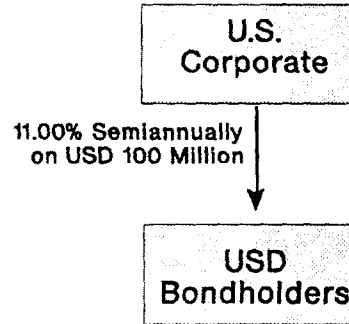 U.S.
Corporate
11.00% Semiannually
on USD 100 Million
USD
Bondholders